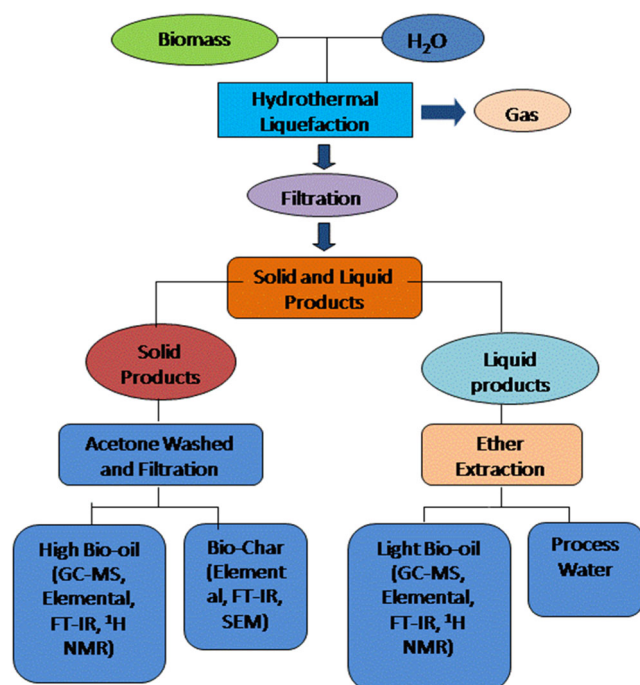 Biomass
H₂O
Hydrothermal
Liquefaction
Gas
Filtration
Solid and Liquid
Products
Solid
Products
Liquid
products
Acetone Washed
and Filtration
Ether
Extraction
High Bio-oil
(GC-MS,
Elemental,
FT-IR, ¹H
NMR)
Bio-Char
(Element
al, FT-IR,
SEM)
Light Bio-oil
(GC-MS,
Elemental,
FT-IR, ¹H
NMR)
Process
Water